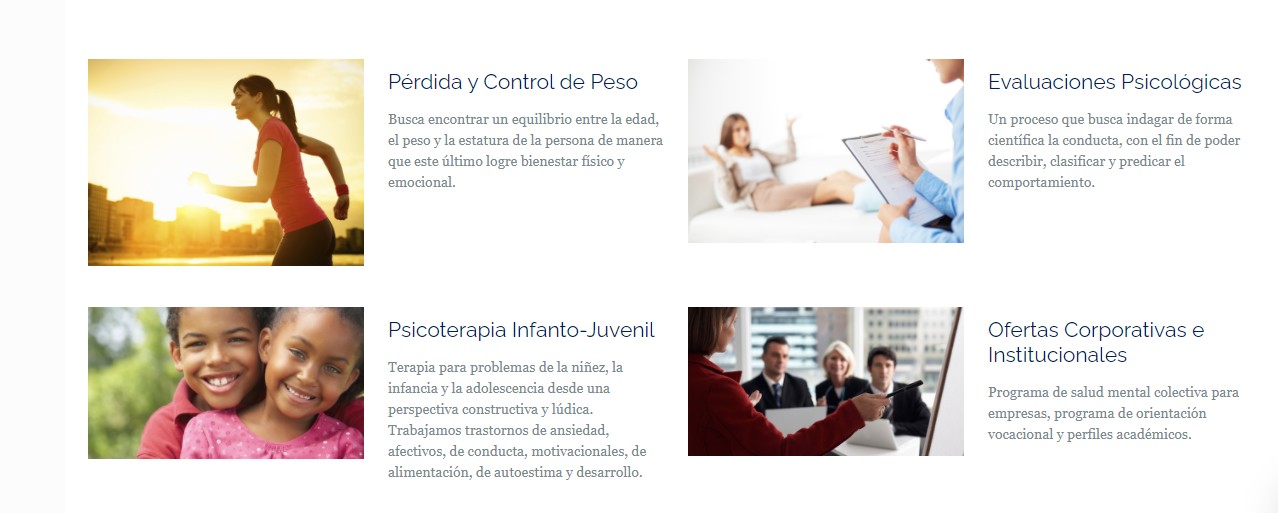 Pérdida y Control de Peso
Busca encontrar un equilibrio entre la edad,
el peso y la estatura de la persona de manera
que este último logre bienestar físico y
emocional.
Evaluaciones Psicológicas
Un proceso que busca indagar de forma
científica la conducta, con el fin de poder
describir, clasificar y predicar el
comportamiento.
Psicoterapia Infanto-Juvenil
Terapia para problemas de la niñez, la
infancia y la adolescencia desde una
perspectiva constructiva y lúdica.
Trabajamos trastornos de ansiedad,
afectivos, de conducta, motivacionales, de
alimentación, de autoestima y desarrollo.
Ofertas Corporativas e
Institucionales
Programa de salud mental colectiva para
empresas, programa de orientación
vocacional y perfiles académicos.